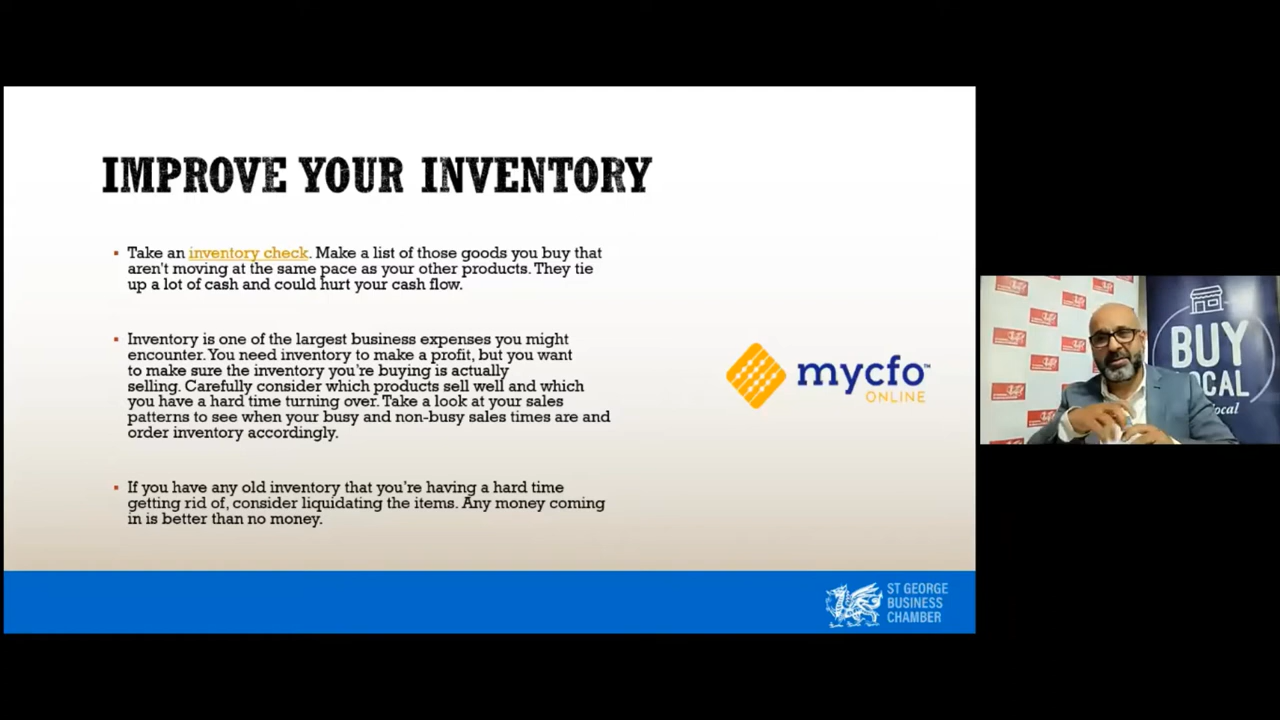 IMPROVE YOUR INVENTORY
Take an inventory check. Make a list of those goods you buy that
aren't moving at the same pace as your other products. They tie
up a lot of cash and could hurt your cash flow.
Inventory is one of the largest business expenses you might
encounter. You need inventory to make a profit, but you want
to make sure the inventory you're buying is actually
selling. Carefully consider which products sell well and which
you have a hard time turning over. Take a look at your sales
patterns to see when your busy and non-busy sales times are and
order inventory accordingly.
If you have any old inventory that you're having a hard time
getting rid of, consider liquidating the items. Any money coming
in is better than no money.
mycfo™
ONLINE
ST GEORGE
BUSINESS
CHAMBER
BUY
local